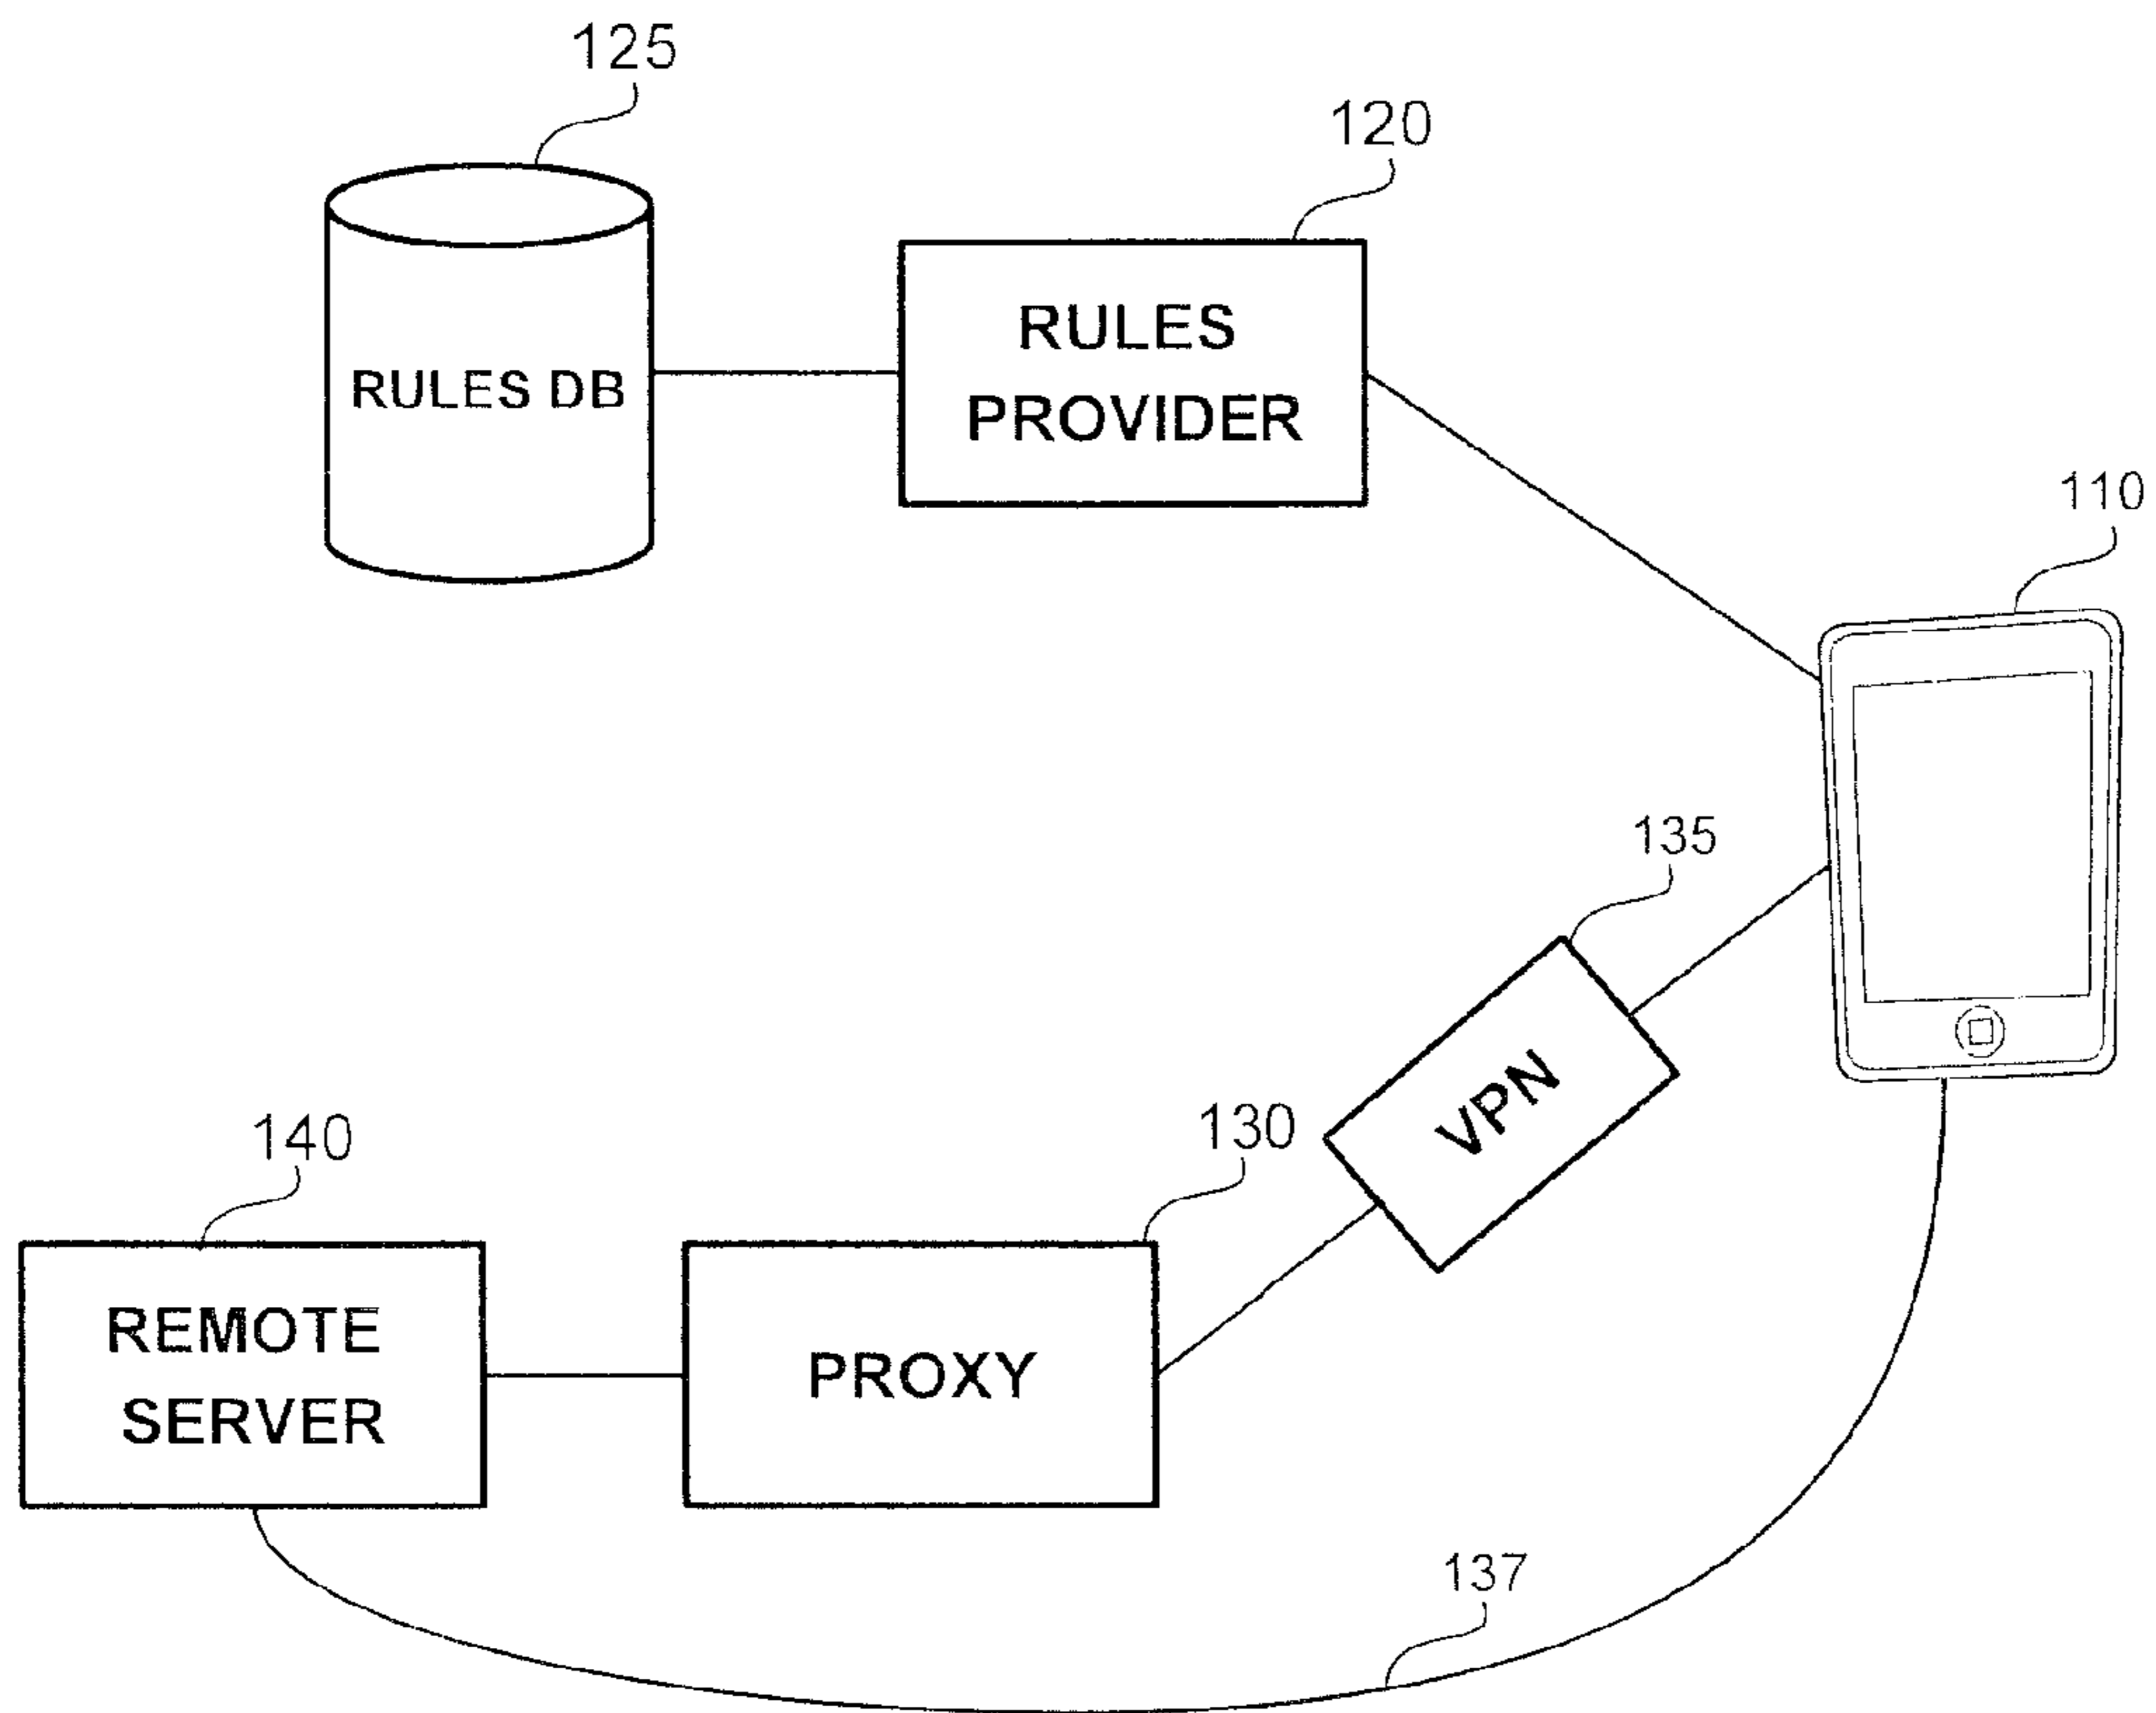 125
120
RULES
PROVIDER
RULES DB
110
135
VPN
130
140
REMOTE
SERVER
PROXY
137